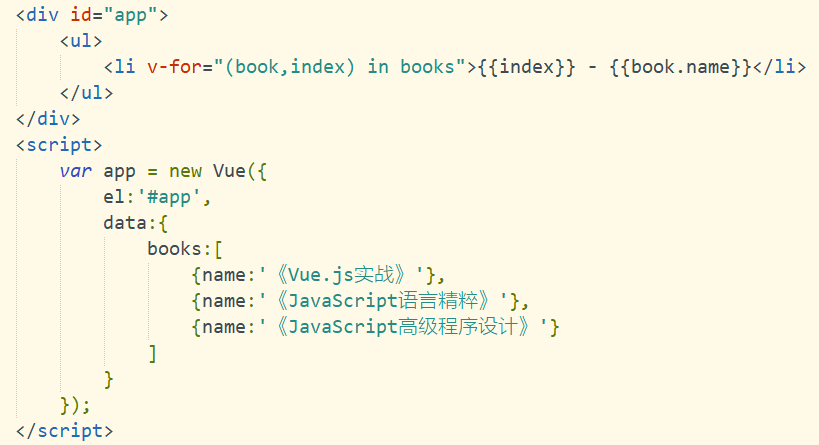 <div id="app">
    <ul>
        <li v-for="(book,index) in books">{{index}} - {{book.name}}</li>
    </ul>
</div>
<script>
    var app = new Vue({
        el:'#app',
        data:{
            books:[
                {name:'《Vue.js实战》'},
                {name:'《JavaScript语言精粹》'},
                {name:'《JavaScript高级程序设计》'}
            ]
        }
    });
</script>